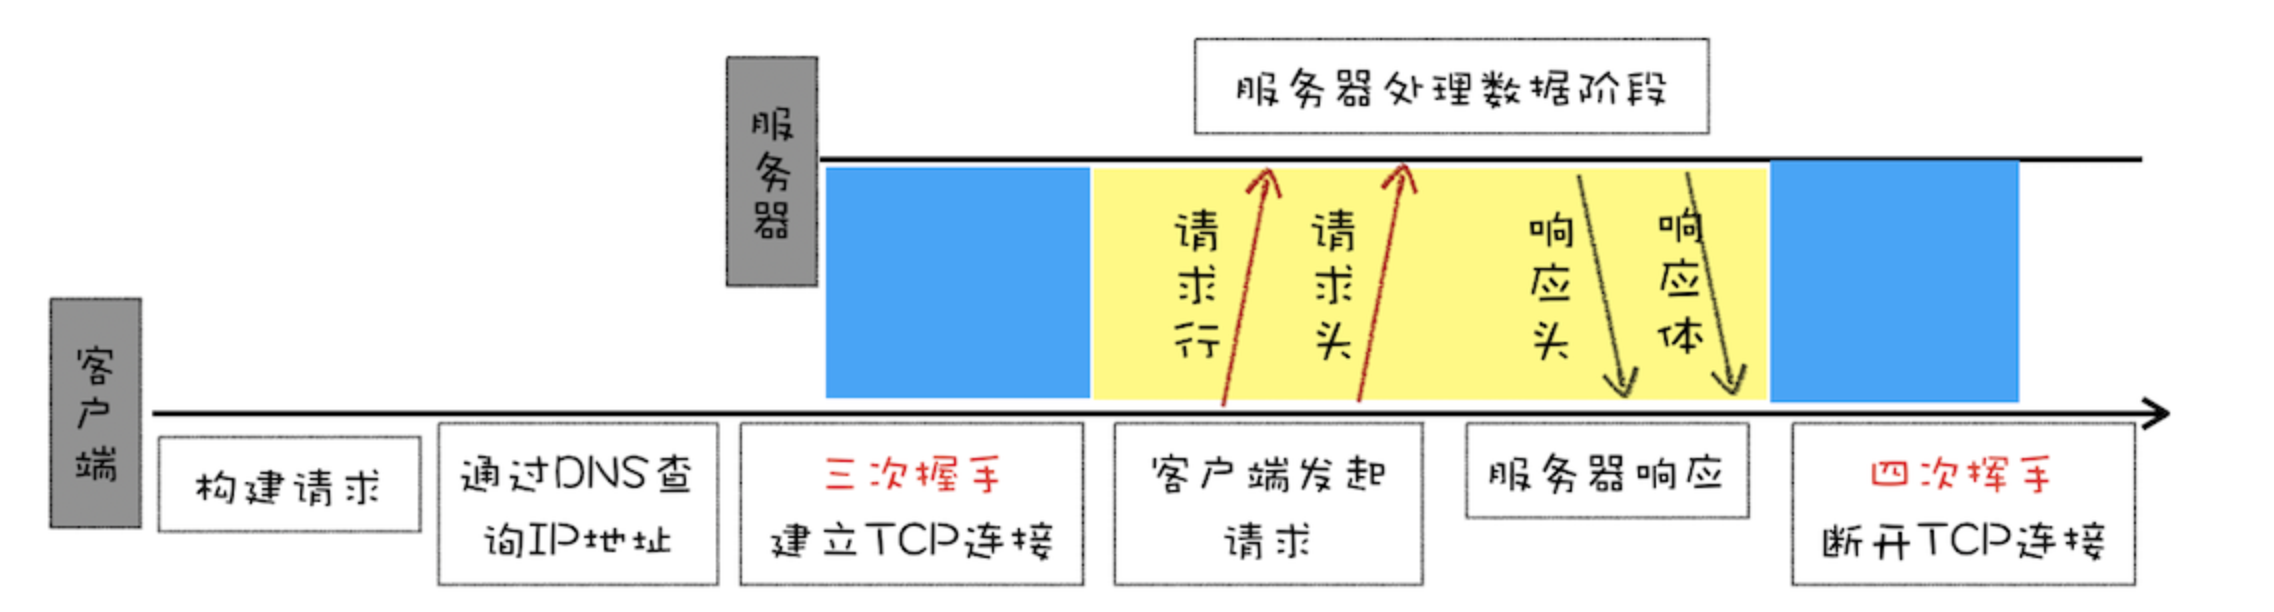 服务器处理数据阶段
服务器
请求行
请求头
响应头
响应体
客户端
构建请求
通过DNS查
询IP地址
三次握手
建立TCP连接
客户端发起
请求
服务器响应
四次挥手
断开TCP连接